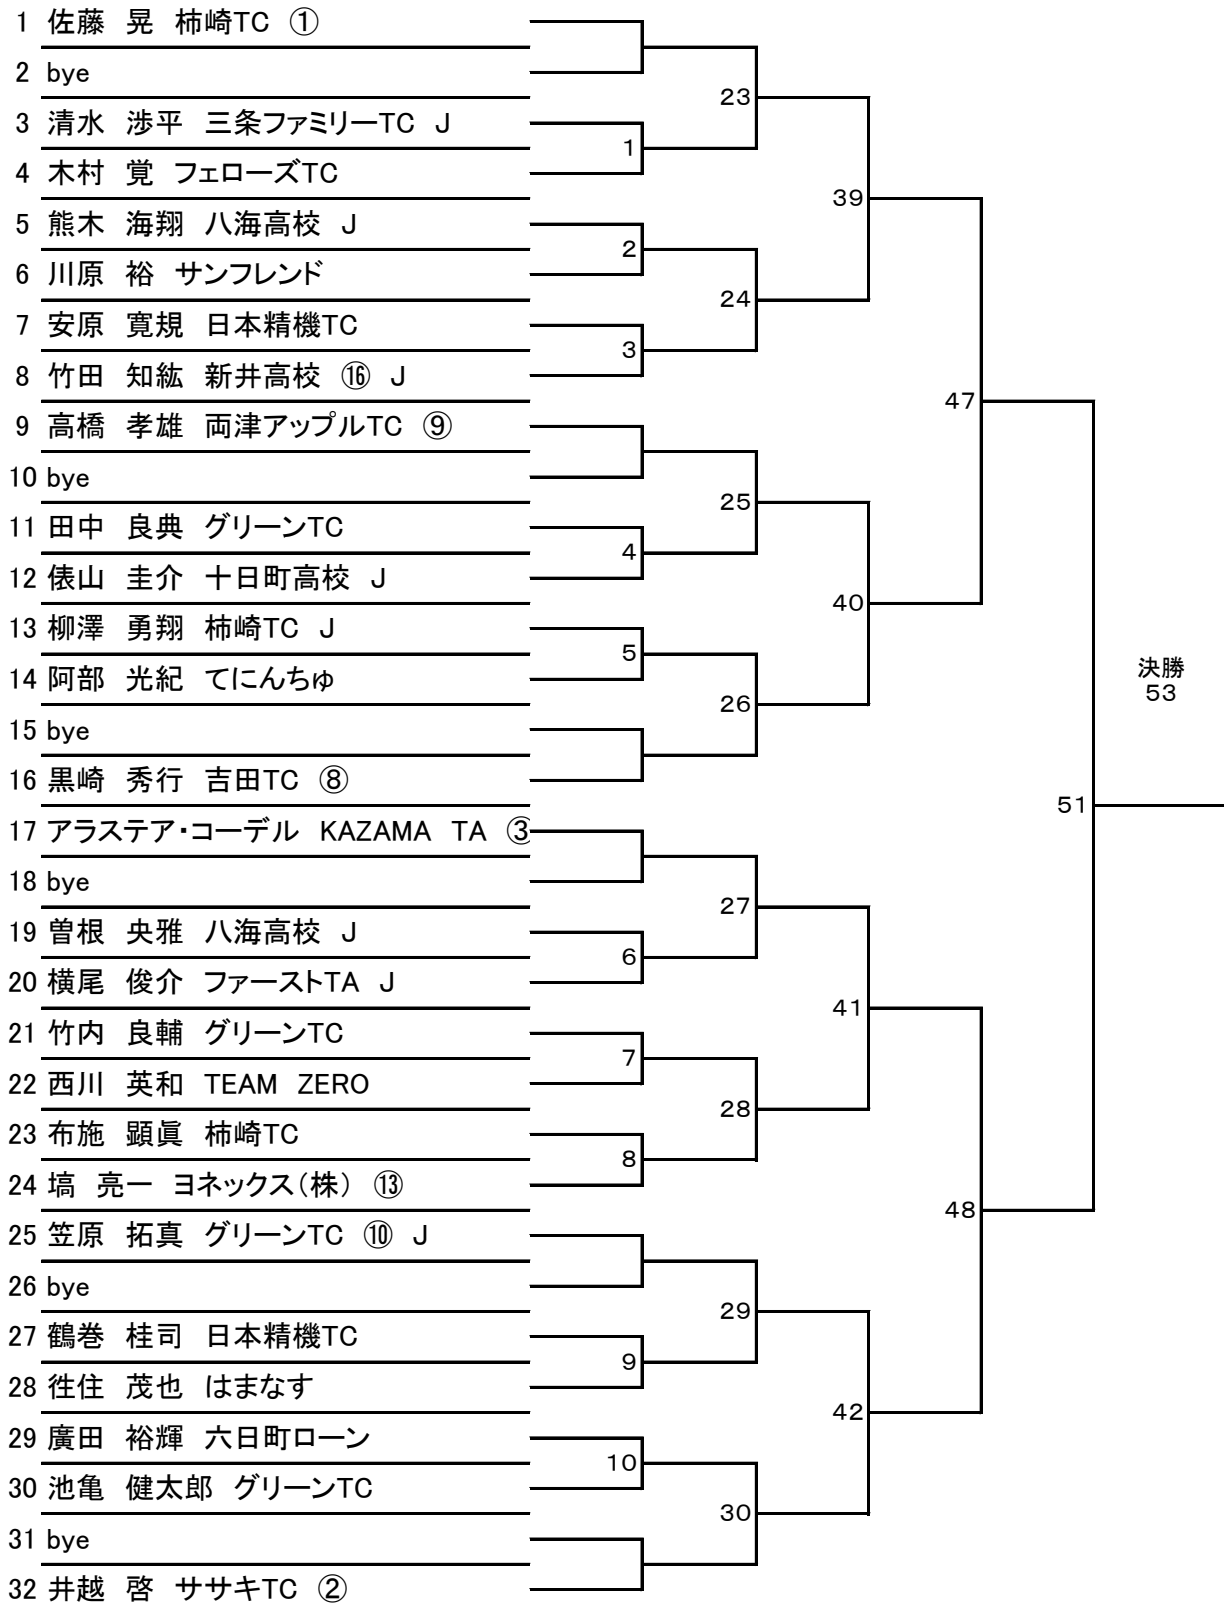 1 佐藤 晃 柿崎TC ①
2 bye
23
3 清水 渉平 三条ファミリーTC J
1
4 木村 覚 フェローズTC
39
5 熊木 海翔 八海高校 J
2
6 川原 裕 サンフレンド
24
7 安原 寛規 日本精機TC
3
8 竹田 知紘 新井高校 ⑯ J
47
9 高橋 孝雄 両津アップルTC ⑨
10 bye
25
11 田中 良典 グリーンTC
4
12 俵山 圭介 十日町高校 J
40
13 柳澤 勇翔 柿崎TC J
5
14 阿部 光紀 てにんちゅ
決勝
53
26
15 bye
16 黒崎 秀行 吉田TC ⑧
51
17 アラステア・コーデル KAZAMA TA ③
18 bye
27
19 曽根 央雅 八海高校 J
6
20 横尾 俊介 ファーストTA J
41
21 竹内 良輔 グリーンTC
7
22 西川 英和 TEAM ZERO
28
23 布施 顕眞 柿崎TC
8
24 塙 亮一 ヨネックス（株） ⑬
48
25 笠原 拓真 グリーンTC ⑩ J
26 bye
29
27 鶴巻 桂司 日本精機TC
9
28 徃住 茂也 はまなす
42
29 廣田 裕輝 六日町ローン
10
30 池亀 健太郎 グリーンTC
30
31 bye
32 井越 啓 ササキTC ②